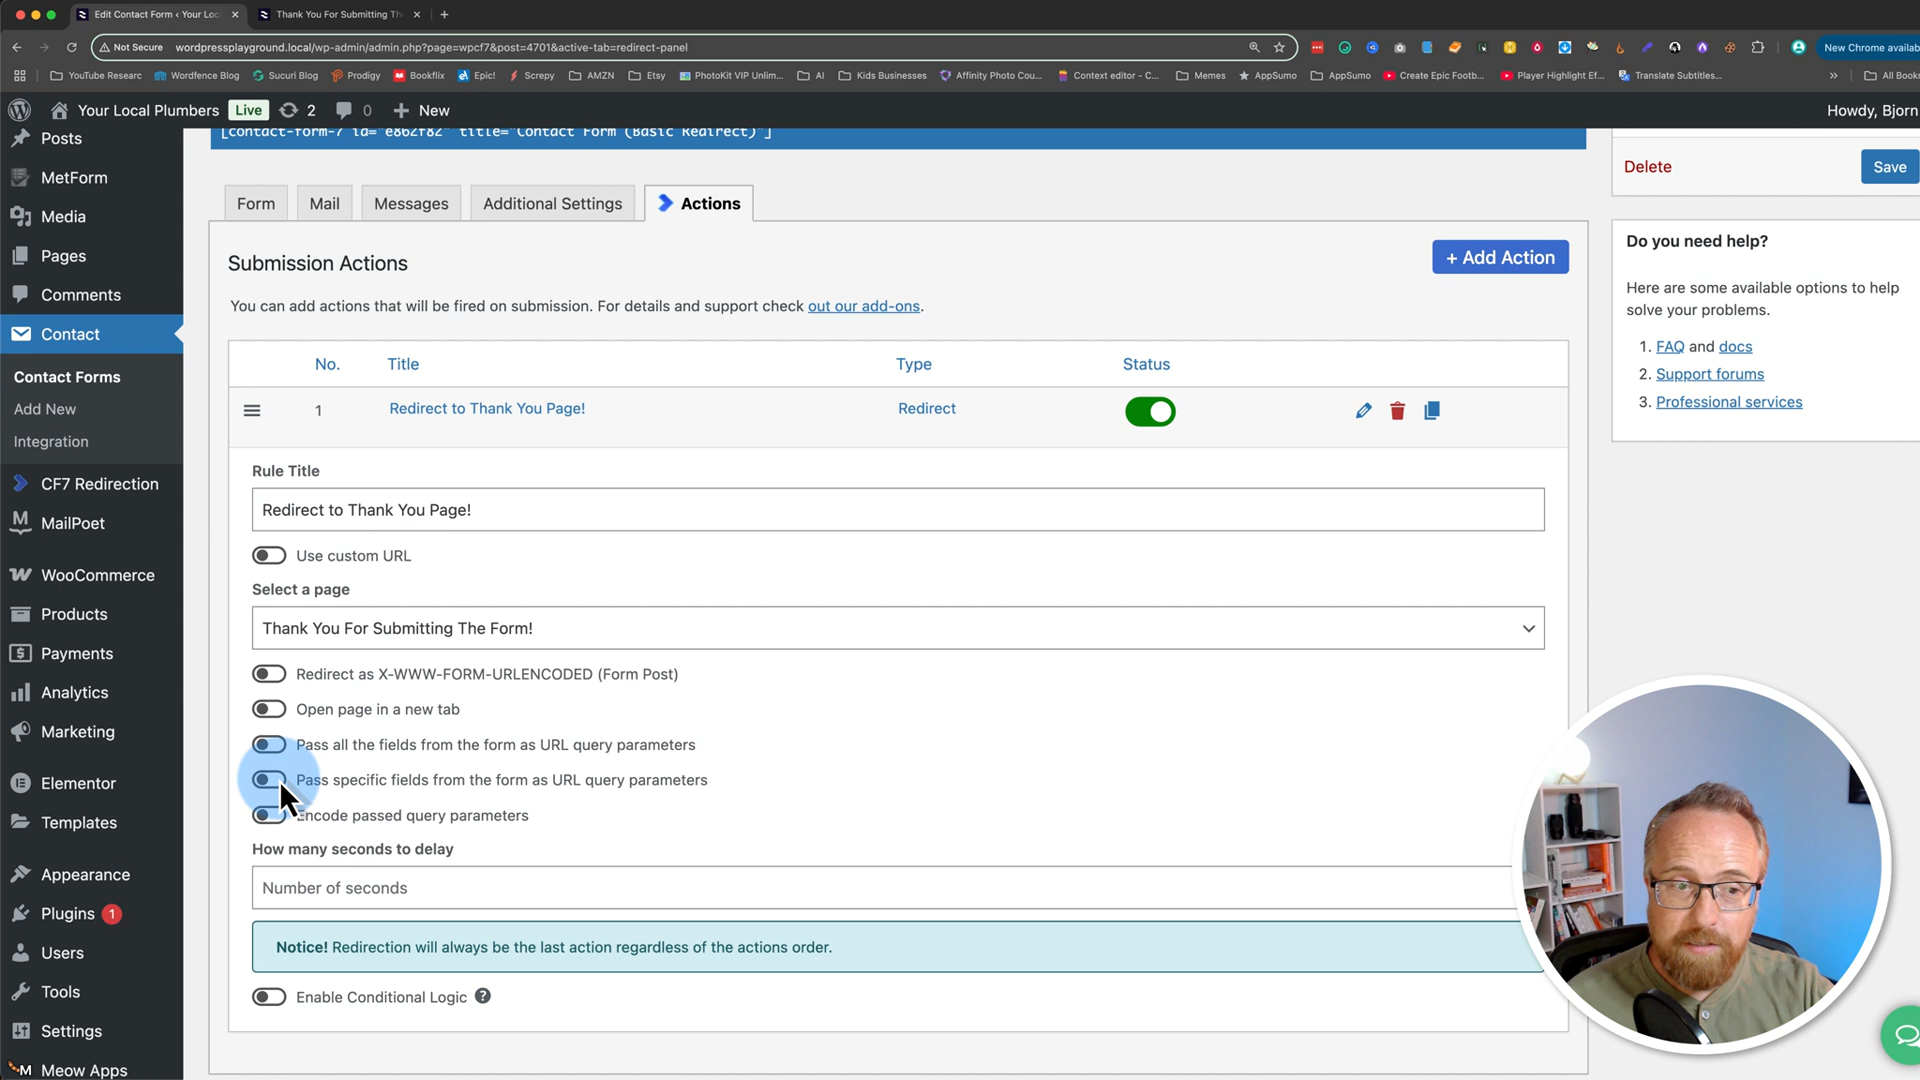 Edit Contact Form ‹ Your Loc
Thank You For Submitting Th
Not Secure
wordpressplayground.local/wp-admin/admin.php?page=wpcf7&post=4701&active-tab=redirect-panel
New Chrome availab
YouTube Researc
Wordfence Blog
Sucuri Blog
Prodigy
Bookflix
Epic!
Screpy
AMZN
Etsy
PhotoKit VIP Unlim...
AI
Kids Businesses
Affinity Photo Cou...
Context editor - C...
Memes
AppSumo
AppSumo
Create Epic Footb...
Player Highlight Ef...
Translate Subtitles...
All Book
Your Local Plumbers
Live
2
0
New
Howdy, Bjorn
Posts
MetForm
Media
Pages
Comments
Contact
Contact Forms
Add New
Integration
CF7 Redirection
MailPoet
WooCommerce
Products
Payments
Analytics
Marketing
Elementor
Templates
Appearance
Plugins 1
Users
Tools
Settings
Meow Apps
[contact-form-7 id="e862f82" title="Contact Form (Basic Redirect)"]
Form
Mail
Messages
Additional Settings
Actions
Submission Actions
+ Add Action
You can add actions that will be fired on submission. For details and support check out our add-ons.
No. Title Type Status
1 Redirect to Thank You Page! Redirect
Rule Title
Redirect to Thank You Page!
Use custom URL
Select a page
Thank You For Submitting The Form!
Redirect as X-WWW-FORM-URLENCODED (Form Post)
Open page in a new tab
Pass all the fields from the form as URL query parameters
Pass specific fields from the form as URL query parameters
Encode passed query parameters
How many seconds to delay
Number of seconds
Notice! Redirection will always be the last action regardless of the actions order.
Enable Conditional Logic ?
Delete
Save
Do you need help?
Here are some available options to help
solve your problems.
1. FAQ and docs
2. Support forums
3. Professional services